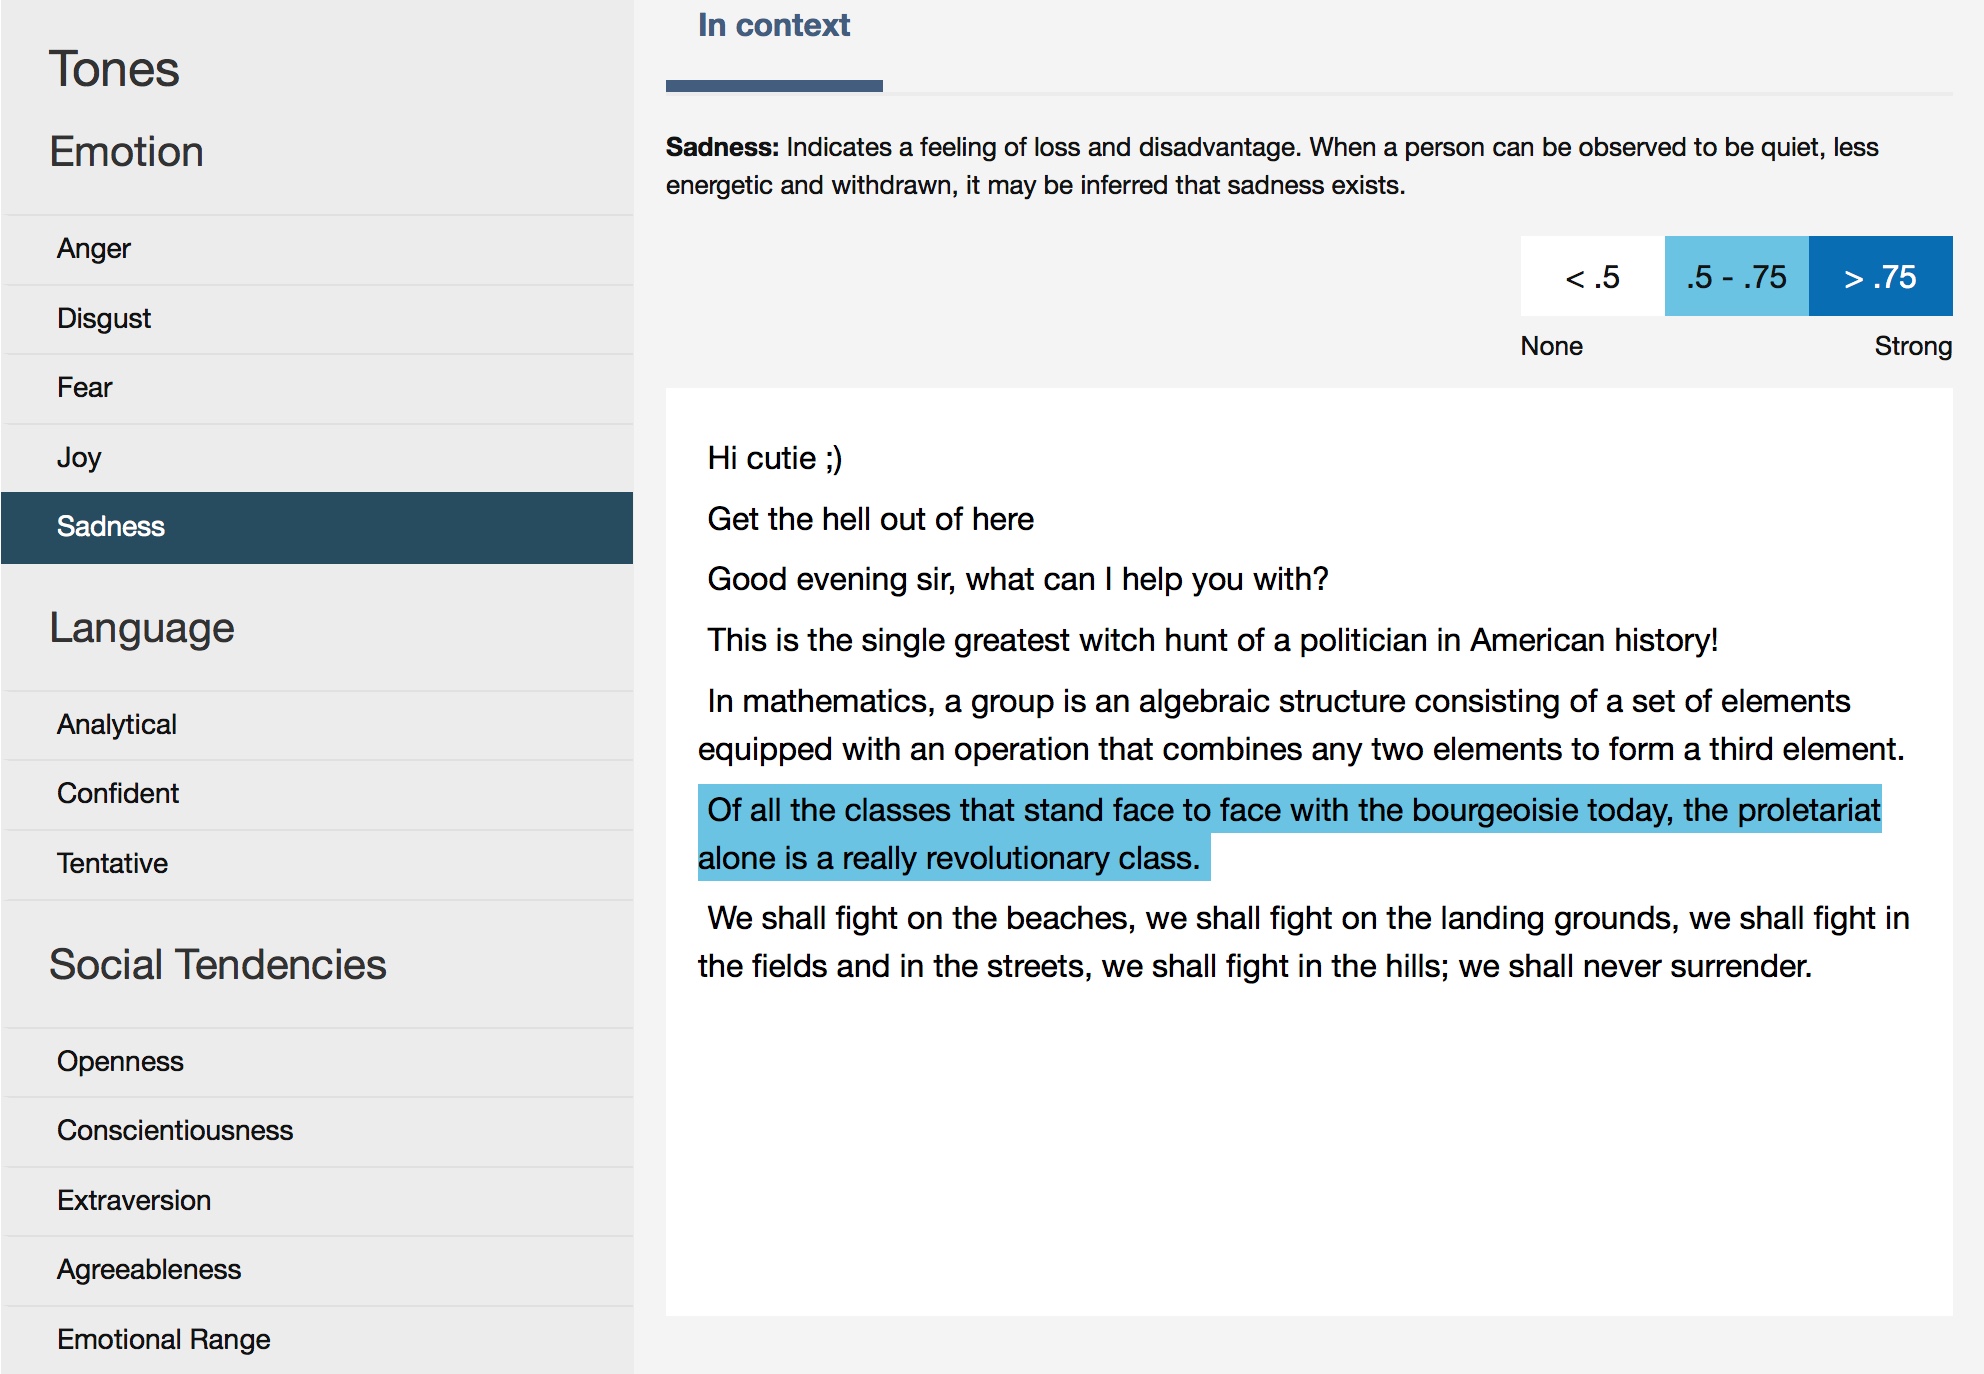 Tones
Emotion
Anger
Disgust
Fear
Joy
Sadness
Language
Analytical
Confident
Tentative
Social Tendencies
Openness
Conscientiousness
Extraversion
Agreeableness
Emotional Range
In context
Sadness: Indicates a feeling of loss and disadvantage. When a person can be observed to be quiet, less
energetic and withdrawn, it may be inferred that sadness exists.
< .5 .5 - .75 > .75
None Strong
Hi cutie ;)
Get the hell out of here
Good evening sir, what can I help you with?
This is the single greatest witch hunt of a politician in American history!
In mathematics, a group is an algebraic structure consisting of a set of elements
equipped with an operation that combines any two elements to form a third element.
Of all the classes that stand face to face with the bourgeoisie today, the proletariat
alone is a really revolutionary class.
We shall fight on the beaches, we shall fight on the landing grounds, we shall fight in
the fields and in the streets, we shall fight in the hills; we shall never surrender.